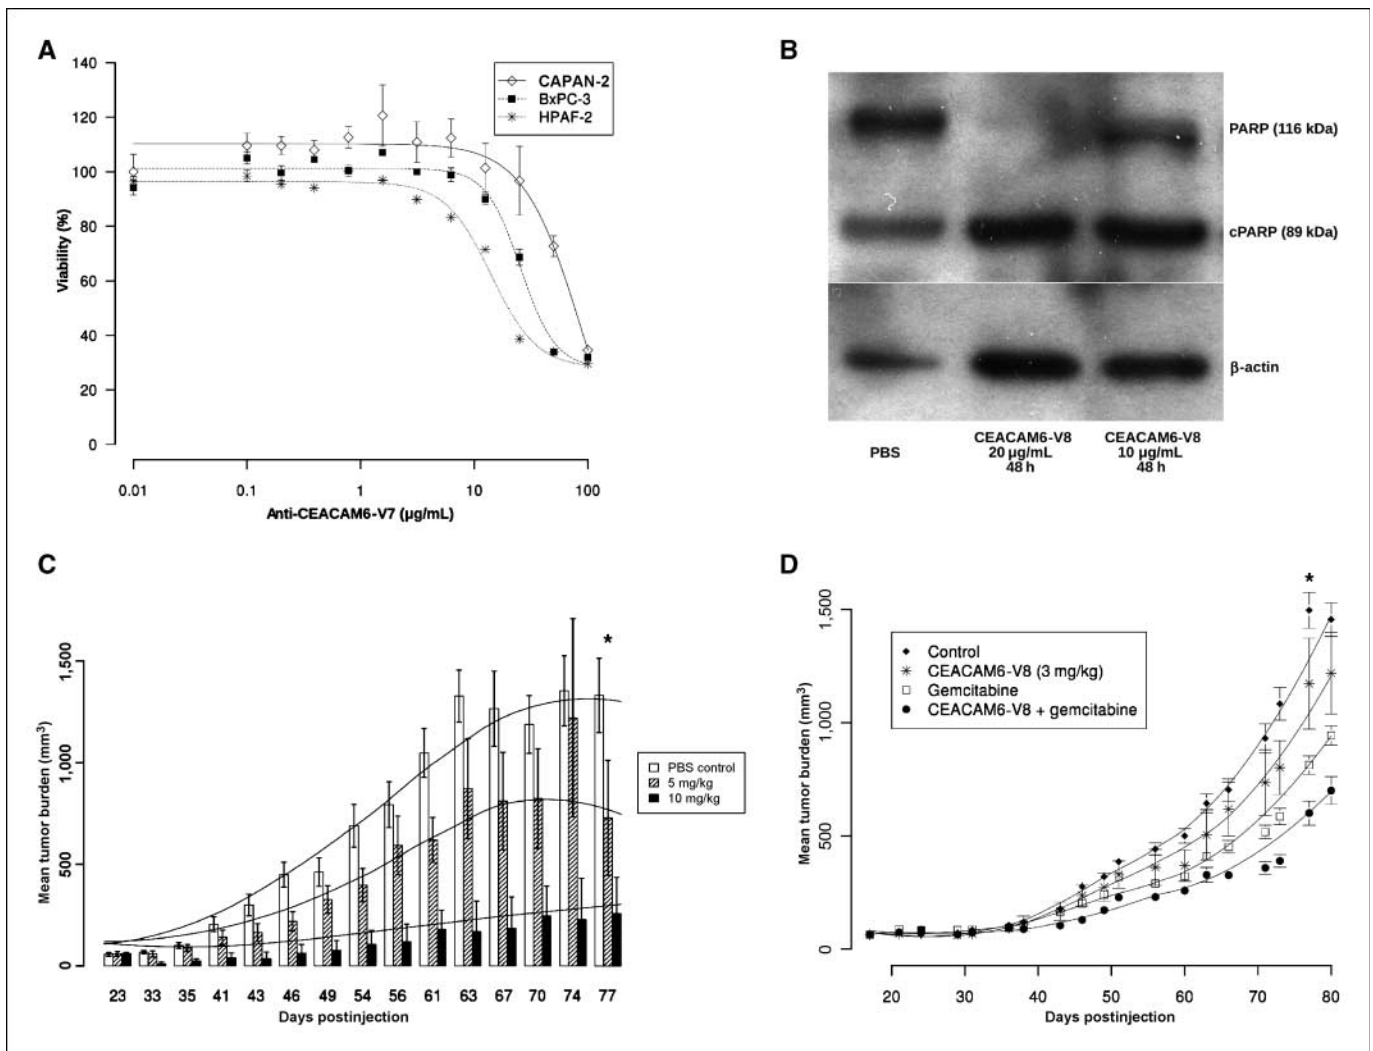 A
140
120
100
80
60
40
20
0
Viability (%)
CAPAN-2
BxPC-3
HPAF-2
0.01 0.1 1 10 100
Anti-CEACAM6-V7 (µg/mL)
B
PARP (116 kDa)
cPARP (89 kDa)
β-actin
PBS
CEACAM6-V8
20 µg/mL
48 h
CEACAM6-V8
10 µg/mL
48 h
C
1,500
1,000
500
0
Mean tumor burden (mm³)
*
PBS control
5 mg/kg
10 mg/kg
23 33 35 41 43 46 49 54 56 61 63 67 70 74 77
Days postinjection
D
1,500
1,000
500
0
Mean tumor burden (mm³)
*
Control
CEACAM6-V8 (3 mg/kg)
Gemcitabine
CEACAM6-V8 + gemcitabine
20 30 40 50 60 70 80
Days postinjection